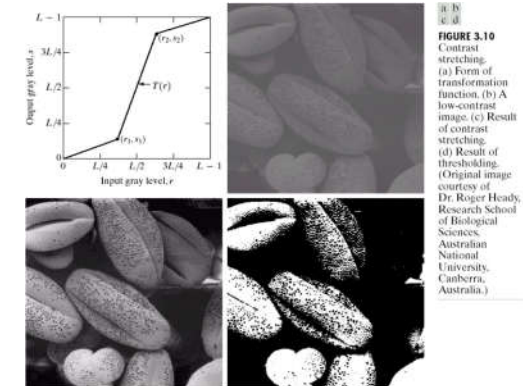 L − 1
3L/4
L/2
L/4
0
Ouput gray level, s
(r₂, s₂)
T(r)
(r₁, s₁)
0 L/4 L/2 3L/4 L − 1
Input gray level, r
a b
c d
FIGURE 3.10
Contrast
stretching.
(a) Form of
transformation
function. (b) A
low-contrast
image. (c) Result
of contrast
stretching.
(d) Result of
thresholding.
(Original image
courtesy of
Dr. Roger Heady,
Research School
of Biological
Sciences,
Australian
National
University,
Canberra,
Australia.)